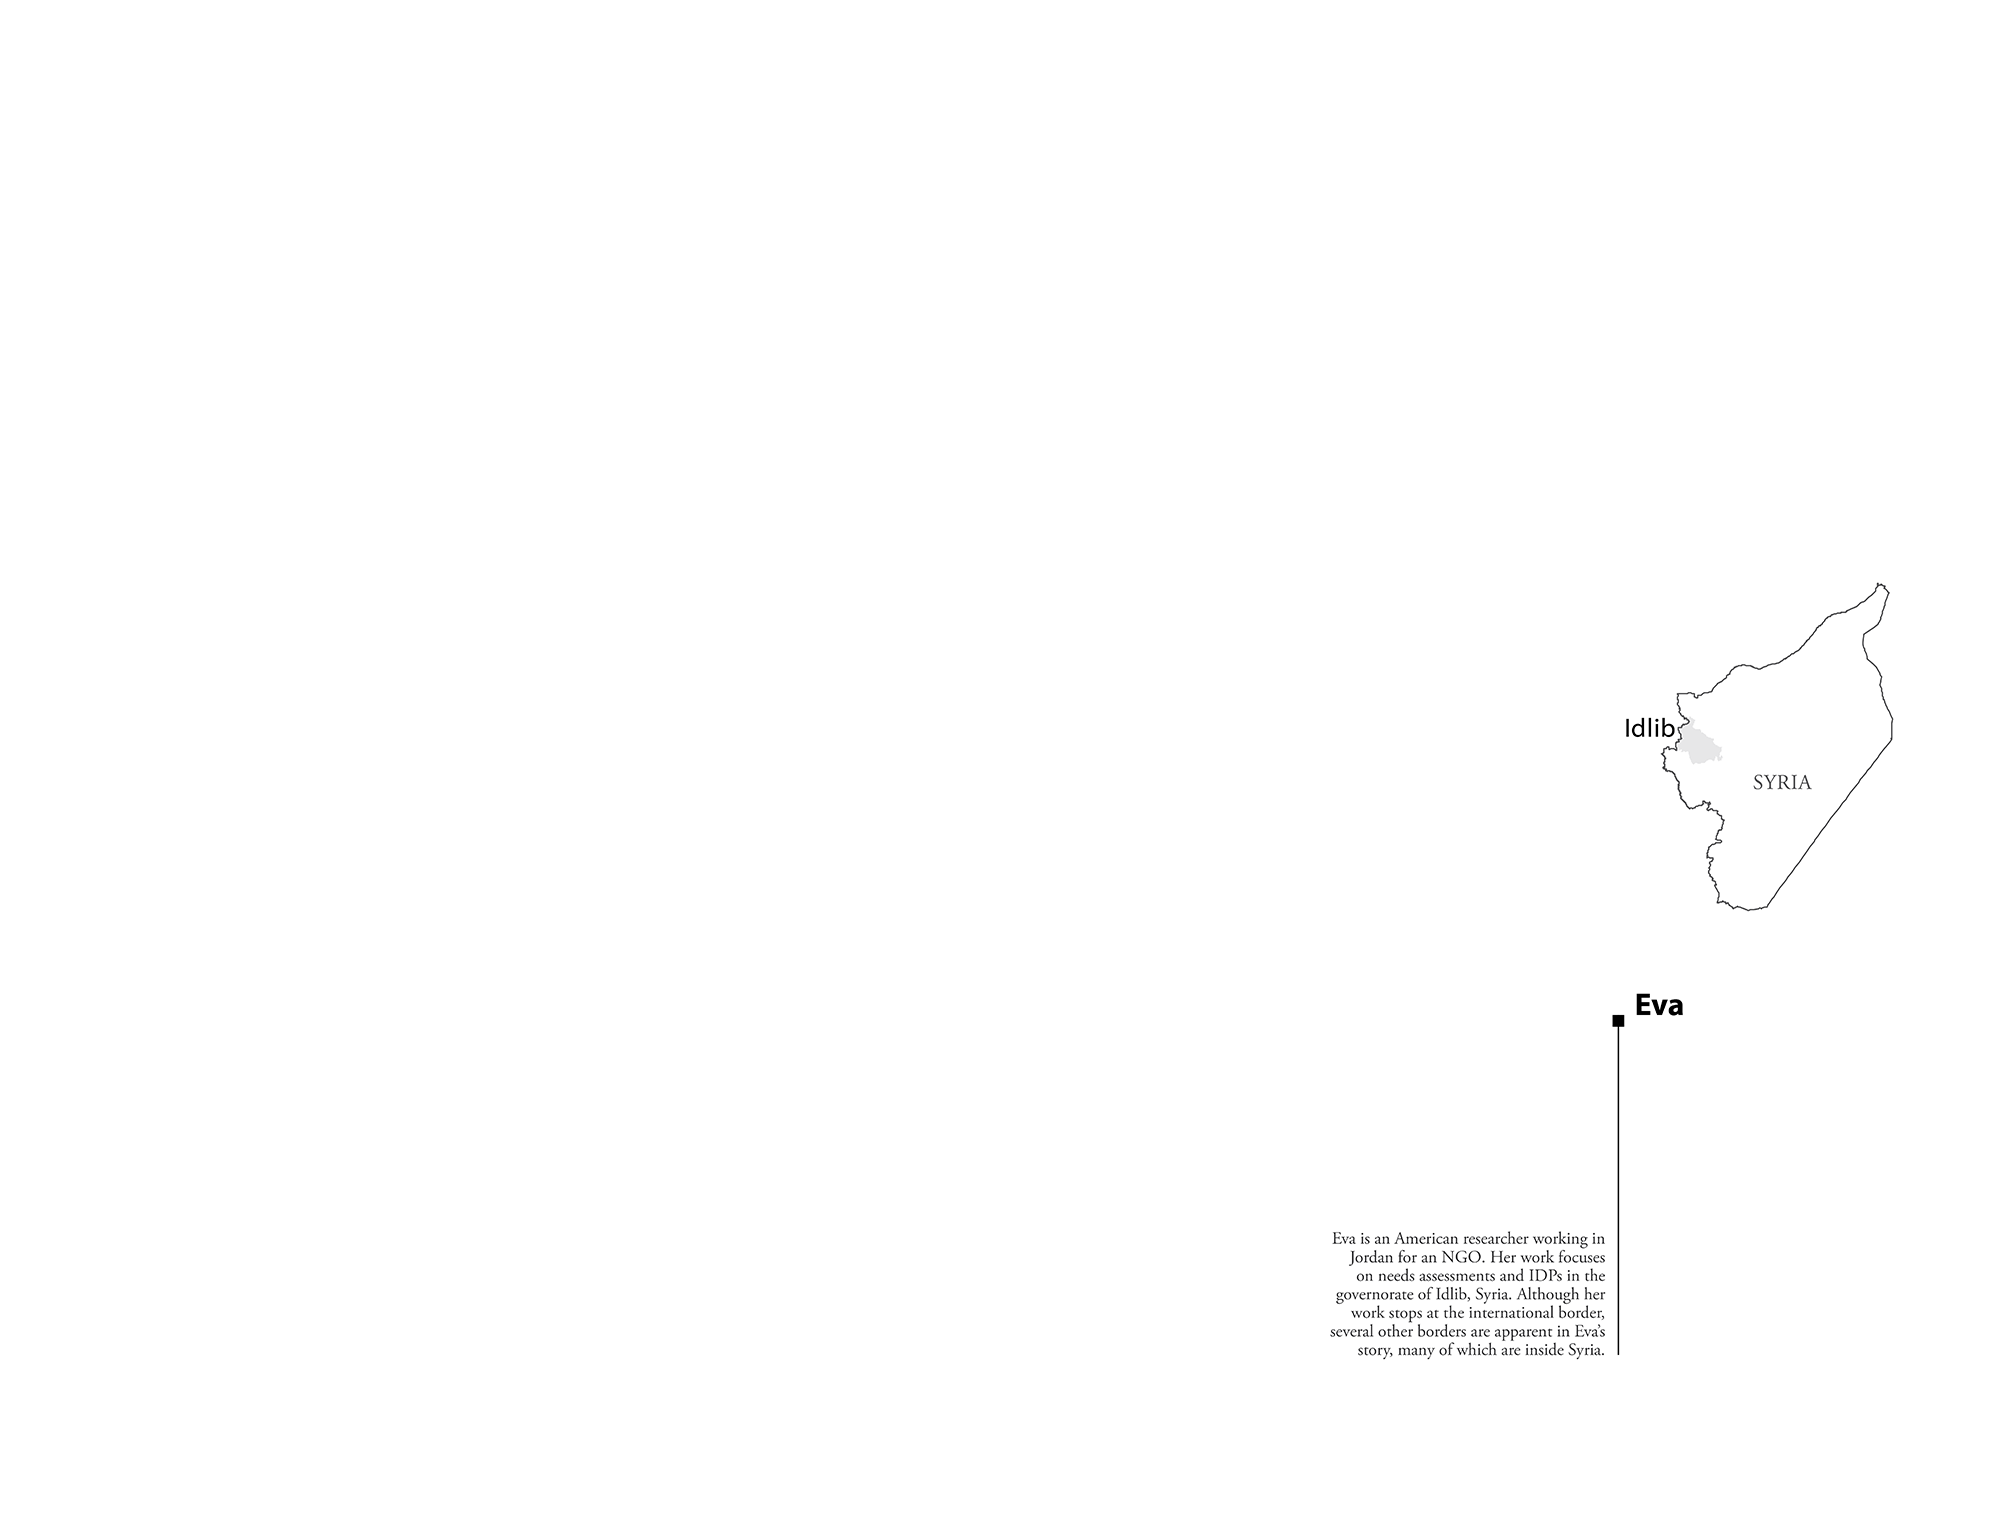 Idlib
SYRIA
Eva
Eva is an American researcher working in
Jordan for an NGO. Her work focuses
on needs assessments and IDPs in the
governorate of Idlib, Syria. Although her
work stops at the international border,
several other borders are apparent in Eva’s
story, many of which are inside Syria.